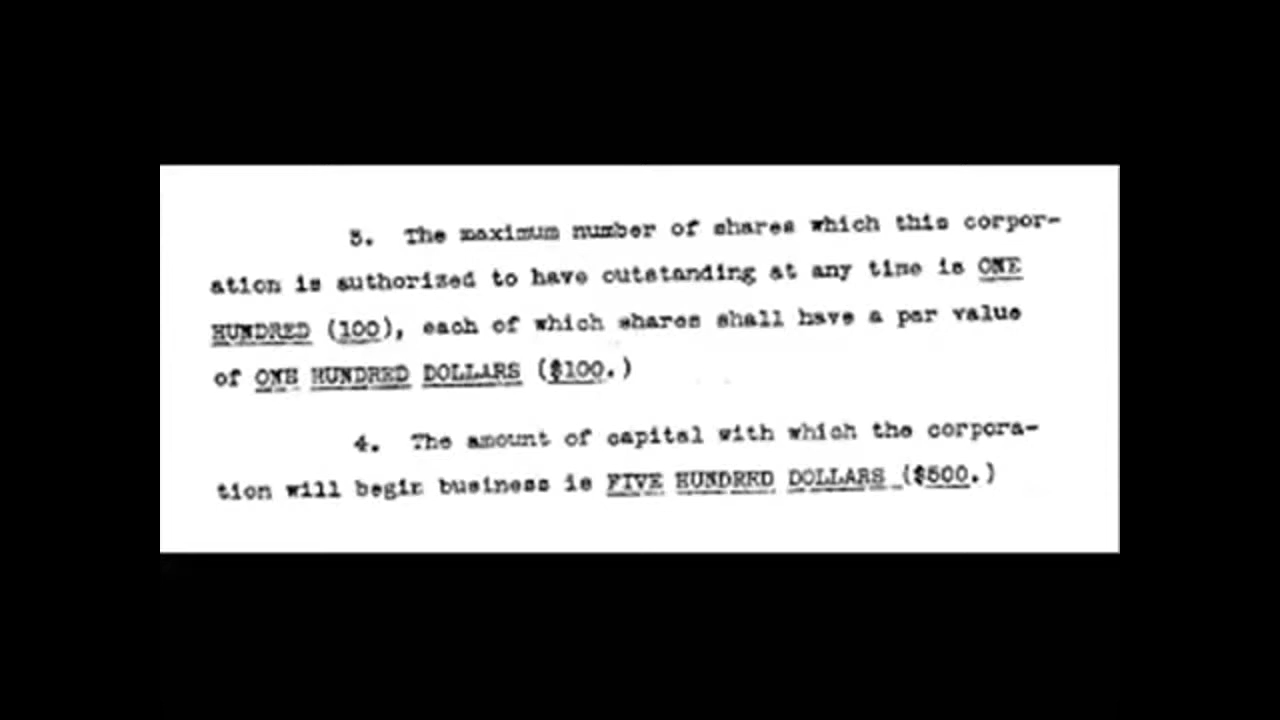 3. The maximum number of shares which this corpor-
ation is authorized to have outstanding at any time is ONE
HUNDRED (100), each of which shares shall have a par value
of ONE HUNDRED DOLLARS ($100.)
4. The amount of capital with which the corpora-
tion will begin business is FIVE HUNDRED DOLLARS ($500.)